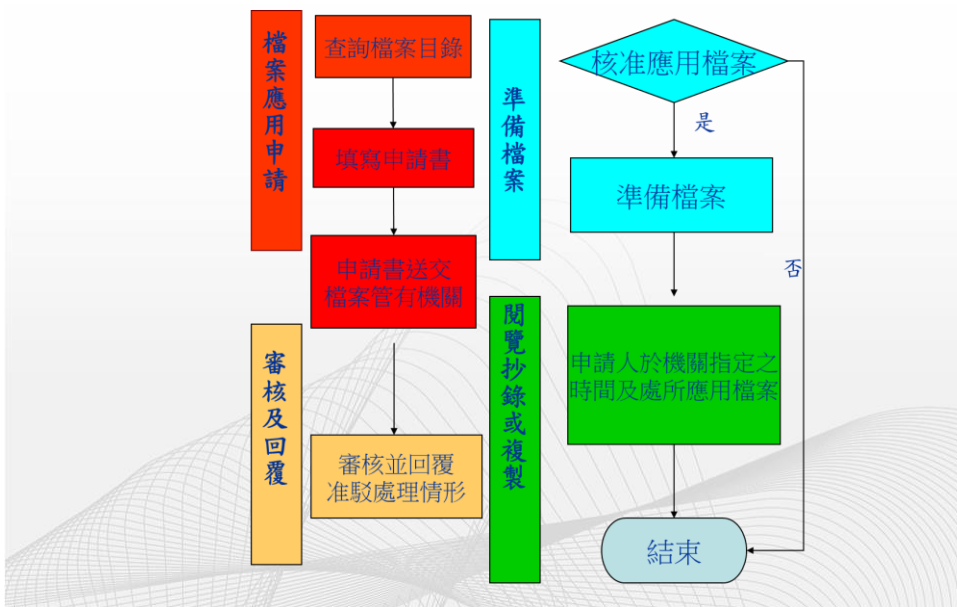 檔案應用申請
查詢檔案目錄
填寫申請書
申請書送交
檔案管有機關
審核及回覆
審核並回覆
准駁處理情形
準備檔案
核准應用檔案
是
否
準備檔案
閱覽抄錄或複製
申請人於機關指定之
時間及處所應用檔案
結束